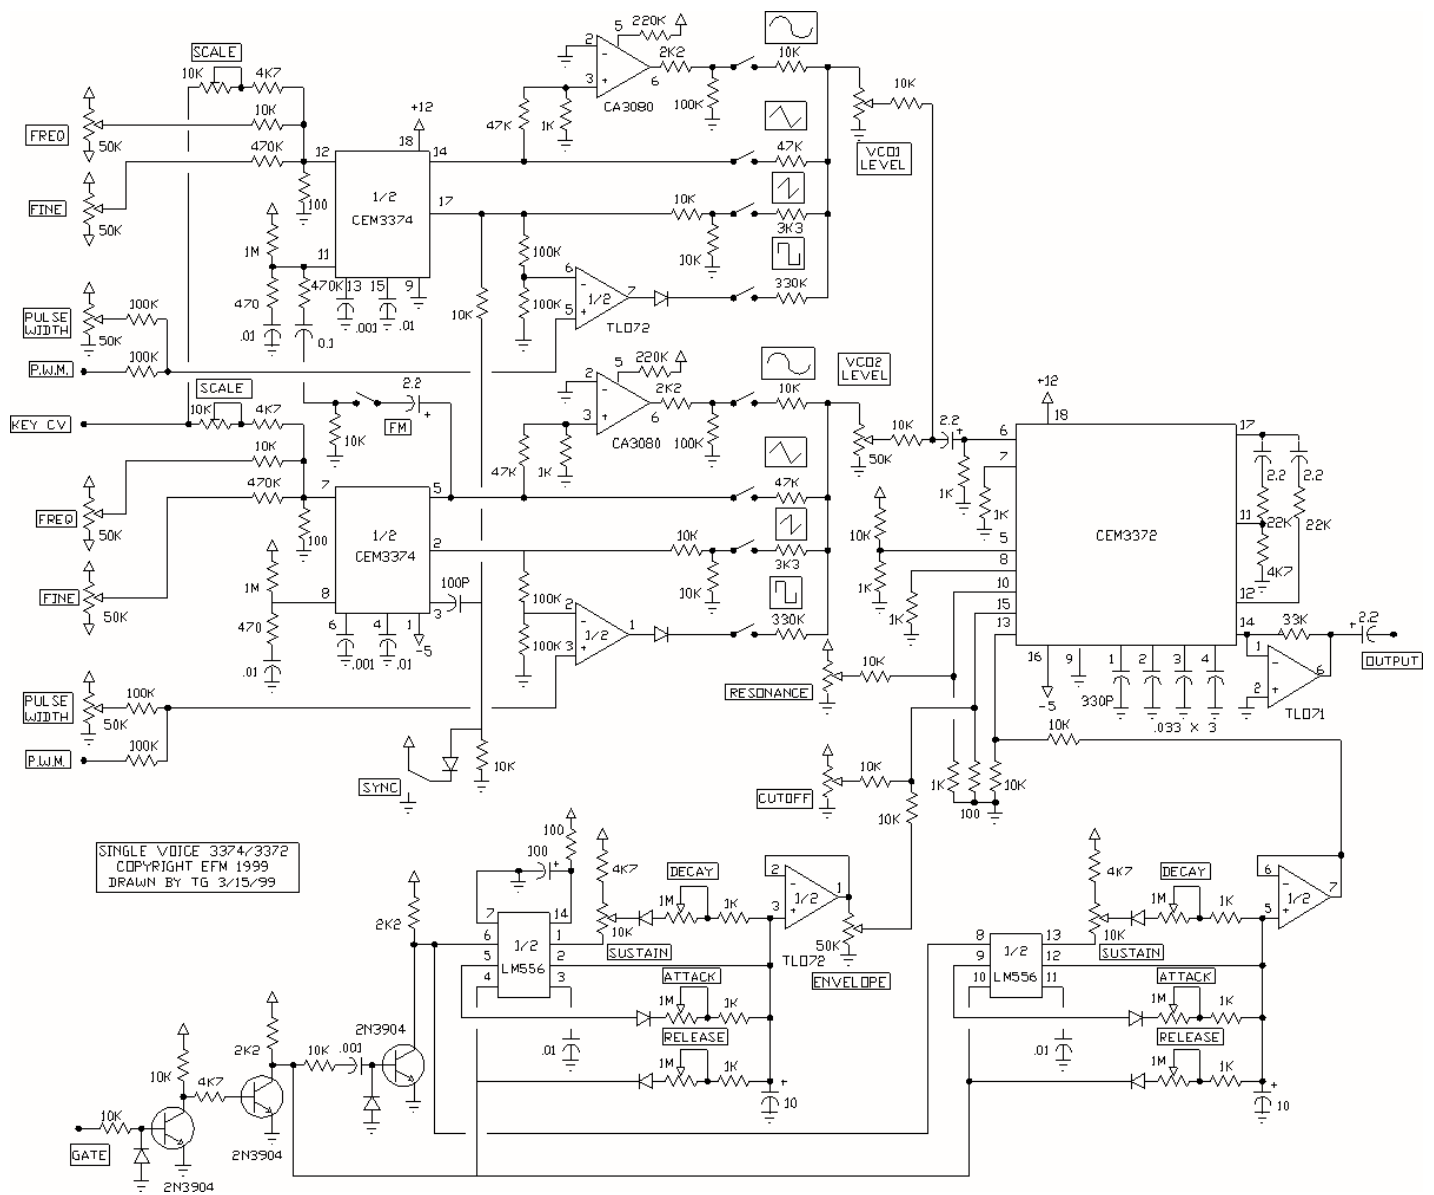 SCALE
10K
4K7
FREQ
50K
10K
470K
FINE
50K
100
12
+12
18
14
1/2
CEM3374
17
11
13
15
9
1M
470
.01
470K
0.1
.001
.01
PULSE
WIDTH
50K
100K
P.W.M.
100K
220K
5
2
3
6
2K2
CA3080
47K
1K
100K
10K
47K
3K3
10K
10K
330K
100K
100K
6
5
7
1/2
TL072
10K
10K
VCO1
LEVEL
KEY CV
SCALE
10K
4K7
10K
470K
FREQ
50K
FINE
50K
100
10K
FM
2.2
+
7
5
1/2
CEM3374
2
8
6
4
1
3
-5
100P
1M
470
.01
.001
.01
PULSE
WIDTH
50K
100K
P.W.M.
100K
SYNC
10K
220K
5
2
3
6
2K2
CA3080
47K
1K
100K
10K
47K
3K3
10K
10K
330K
100K
100K
2
3
1
1/2
VCO2
LEVEL
50K
10K
2.2
+
1K
1K
10K
1K
1K
+12
18
6
7
5
8
10
15
13
CEM3372
17
11
12
14
16
9
1
2
3
4
-5
330P
.033 X 3
2.2
2.2
22K
22K
4K7
33K
1
2
6
TL071
+
2.2
OUTPUT
RESONANCE
10K
CUTOFF
10K
10K
1K
100
10K
10K
SINGLE VOICE 3374/3372
COPYRIGHT EFM 1999
DRAWN BY TG 3/15/99
100
100
+
2K2
7
14
6
1
5
2
4
3
1/2
LM556
4K7
10K
SUSTAIN
DECAY
1M
1K
ATTACK
1M
1K
RELEASE
1M
1K
.01
+
10
2
3
1
1/2
TL072
50K
ENVELOPE
8
13
9
12
10
11
1/2
LM556
4K7
10K
SUSTAIN
DECAY
1M
1K
ATTACK
1M
1K
RELEASE
1M
1K
.01
+
10
6
5
7
1/2
GATE
10K
2N3904
10K
4K7
2N3904
2K2
10K
.001
2N3904